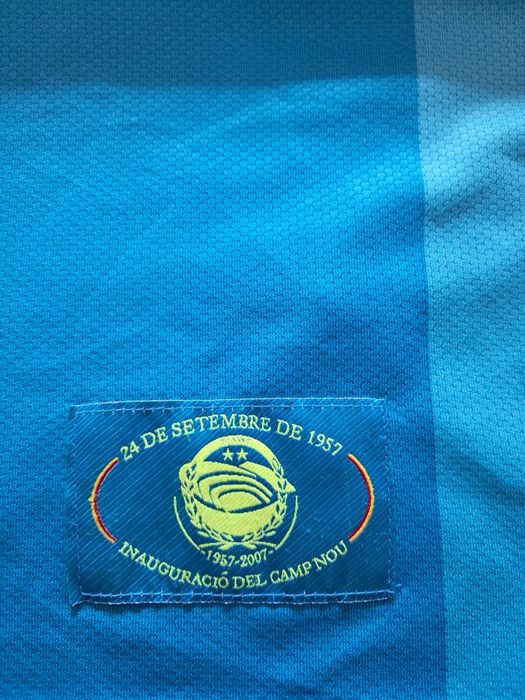 24 DE SETEMBRE DE 1957
·1957-2007·
INAUGURACIÓ DEL CAMP NOU